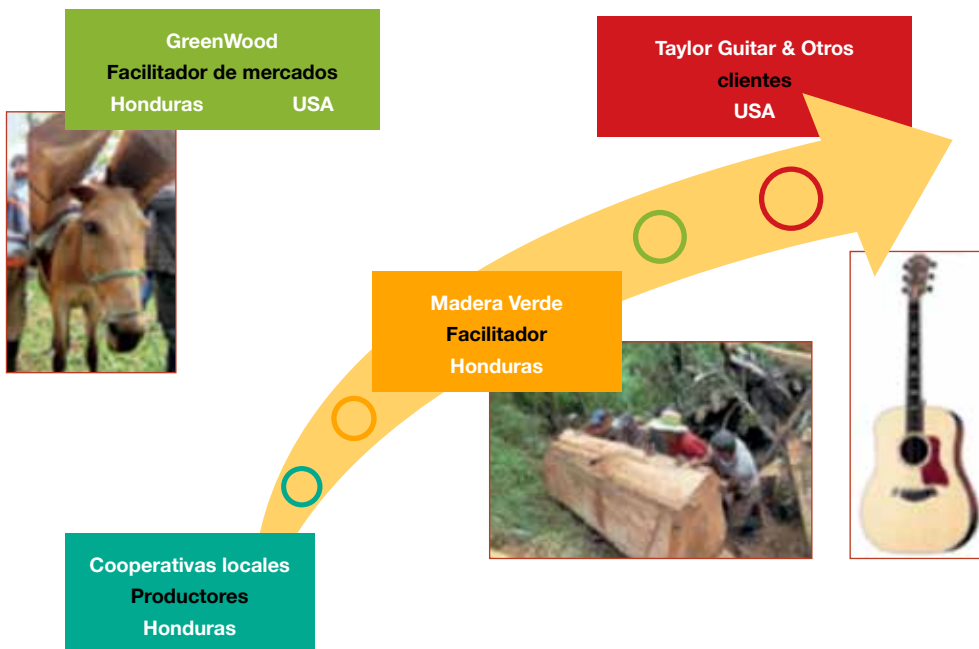 GreenWood
Facilitador de mercados
Honduras USA
Taylor Guitar & Otros
clientes
USA
Madera Verde
Facilitador
Honduras
Cooperativas locales
Productores
Honduras